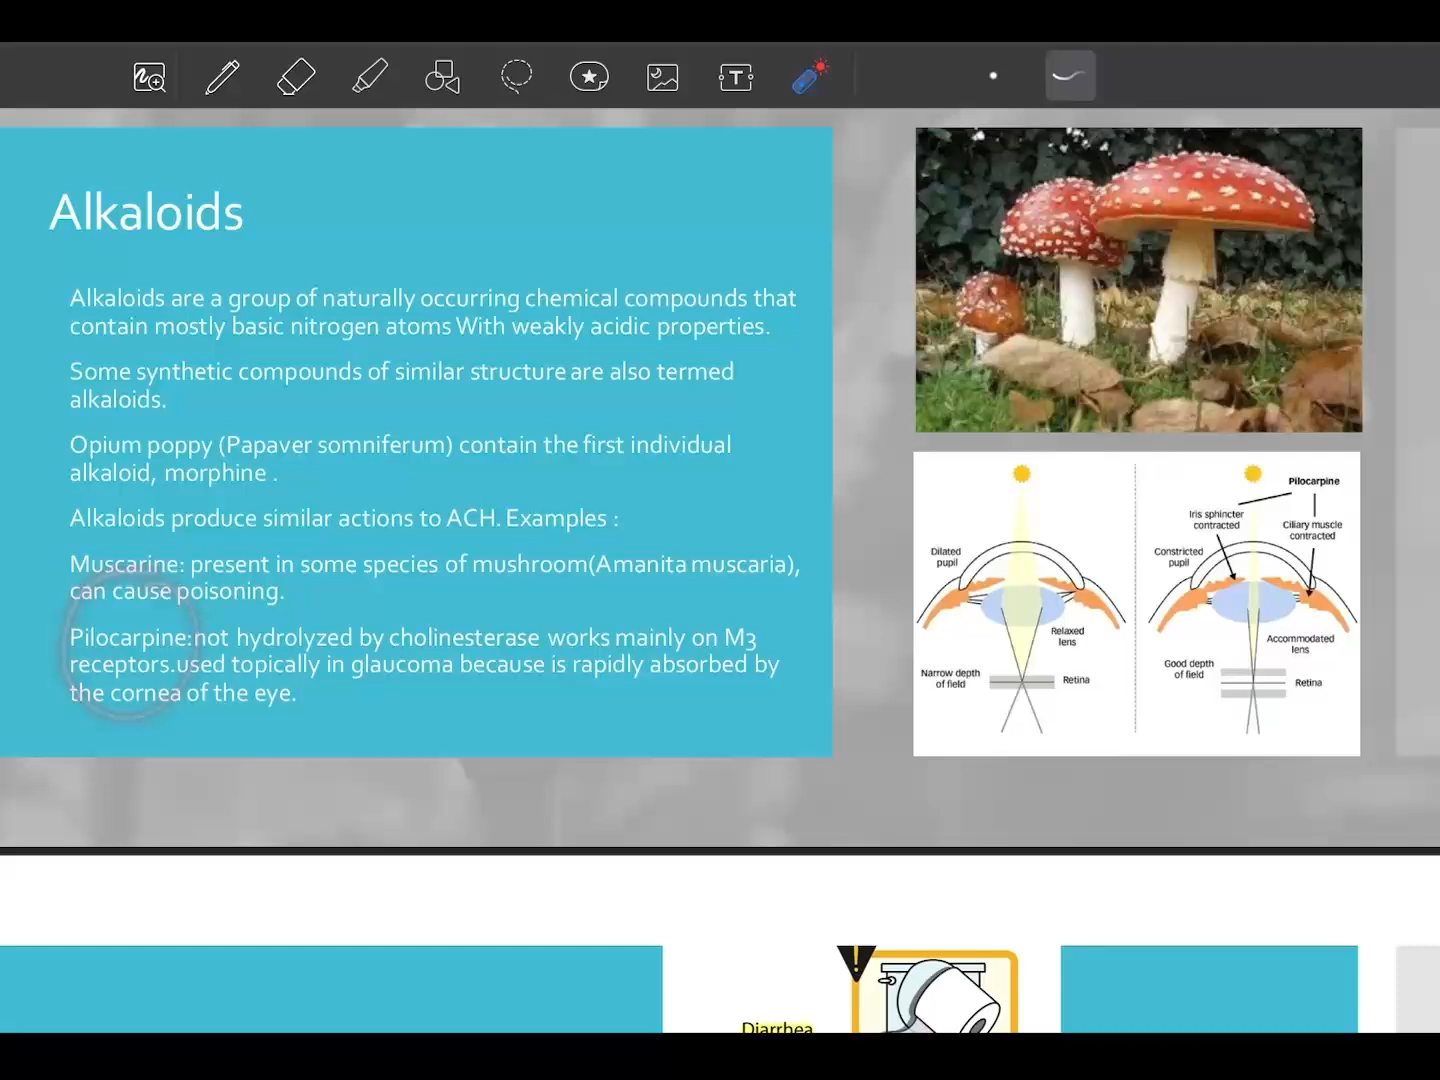 T
Alkaloids
Alkaloids are a group of naturally occurring chemical compounds that
contain mostly basic nitrogen atoms With weakly acidic properties.
Some synthetic compounds of similar structure are also termed
alkaloids.
Opium poppy (Papaver somniferum) contain the first individual
alkaloid, morphine .
Alkaloids produce similar actions to ACH. Examples :
Muscarine: present in some species of mushroom(Amanita muscaria),
can cause poisoning.
Pilocarpine:not hydrolyzed by cholinesterase works mainly on M3
receptors.used topically in glaucoma because is rapidly absorbed by
the cornea of the eye.
Dilated
pupil
Relaxed
lens
Narrow depth
of field
Retina
Pilocarpine
Iris sphincter
contracted
Ciliary muscle
contracted
Constricted
pupil
Accommodated
lens
Good depth
of field
Retina
!
Diarrhea